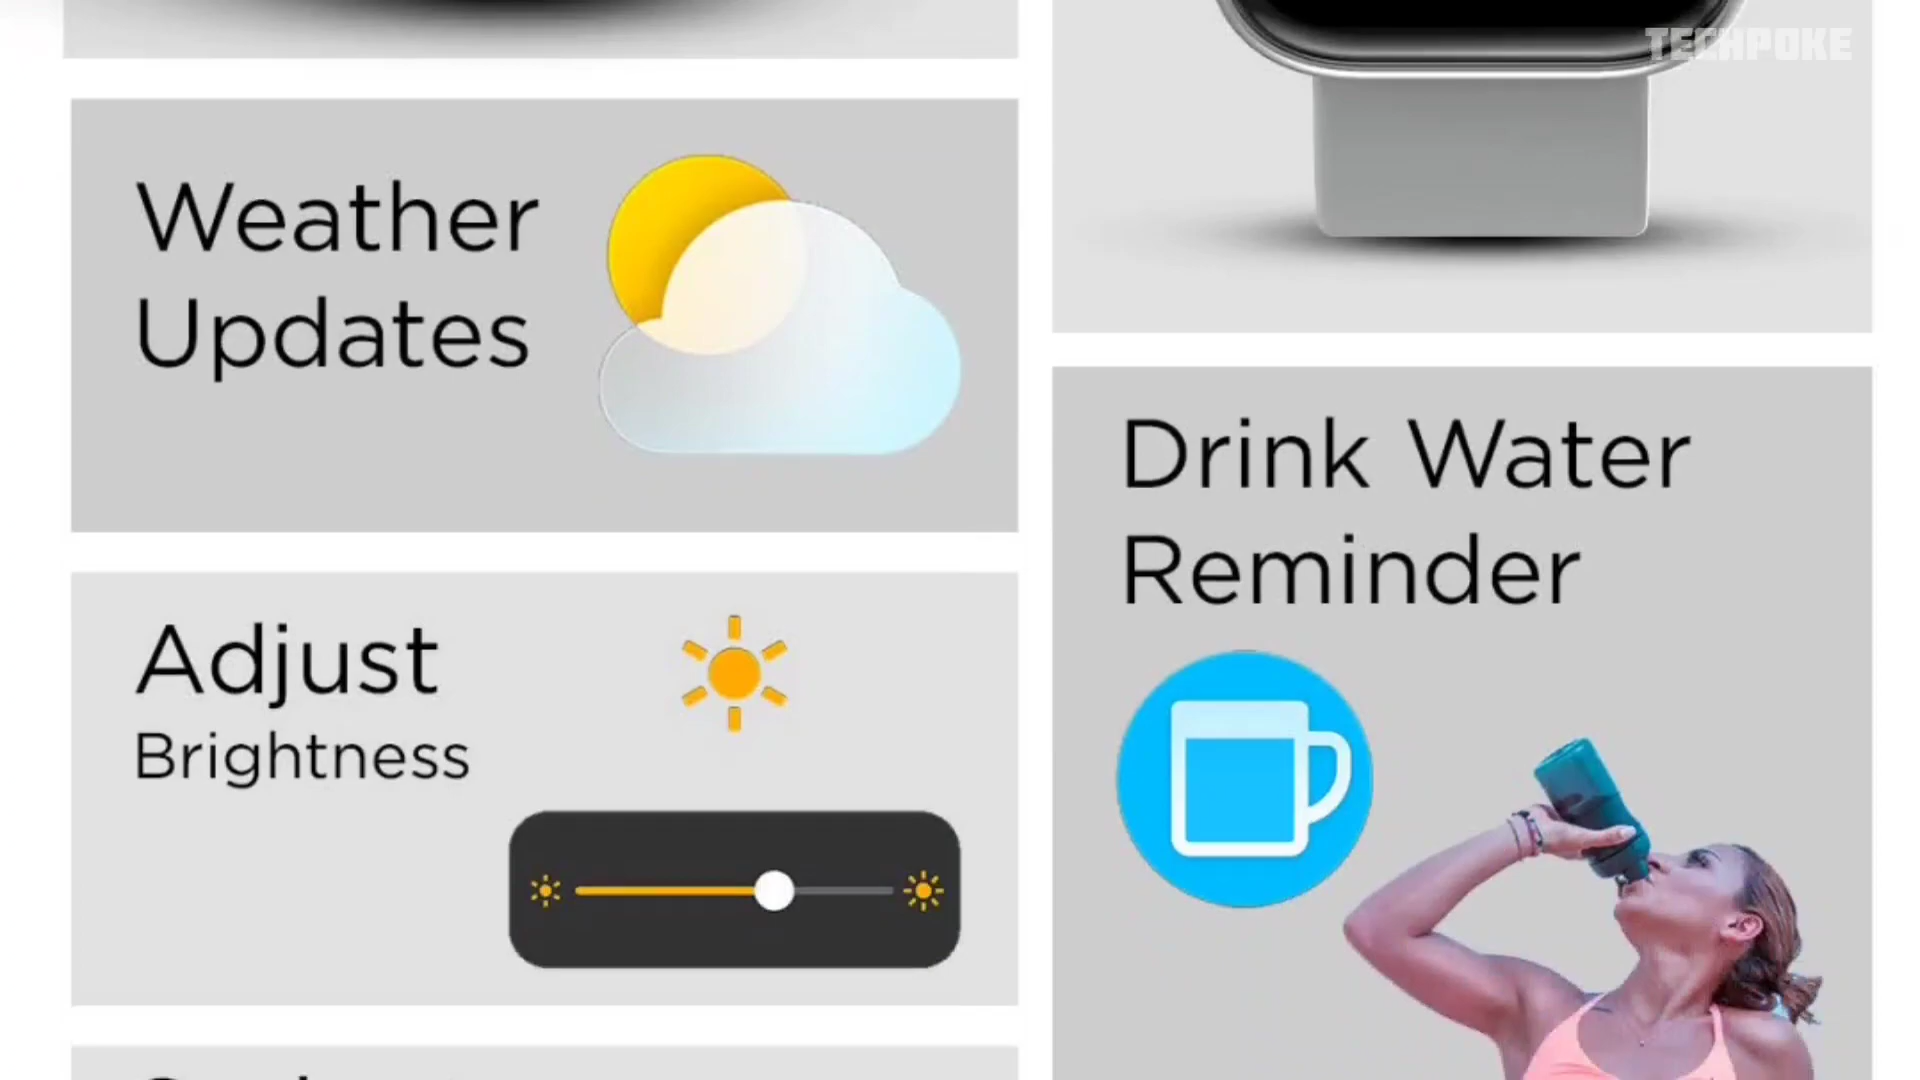 TECHPOKE
Weather
Updates
Drink Water
Reminder
Adjust
Brightness